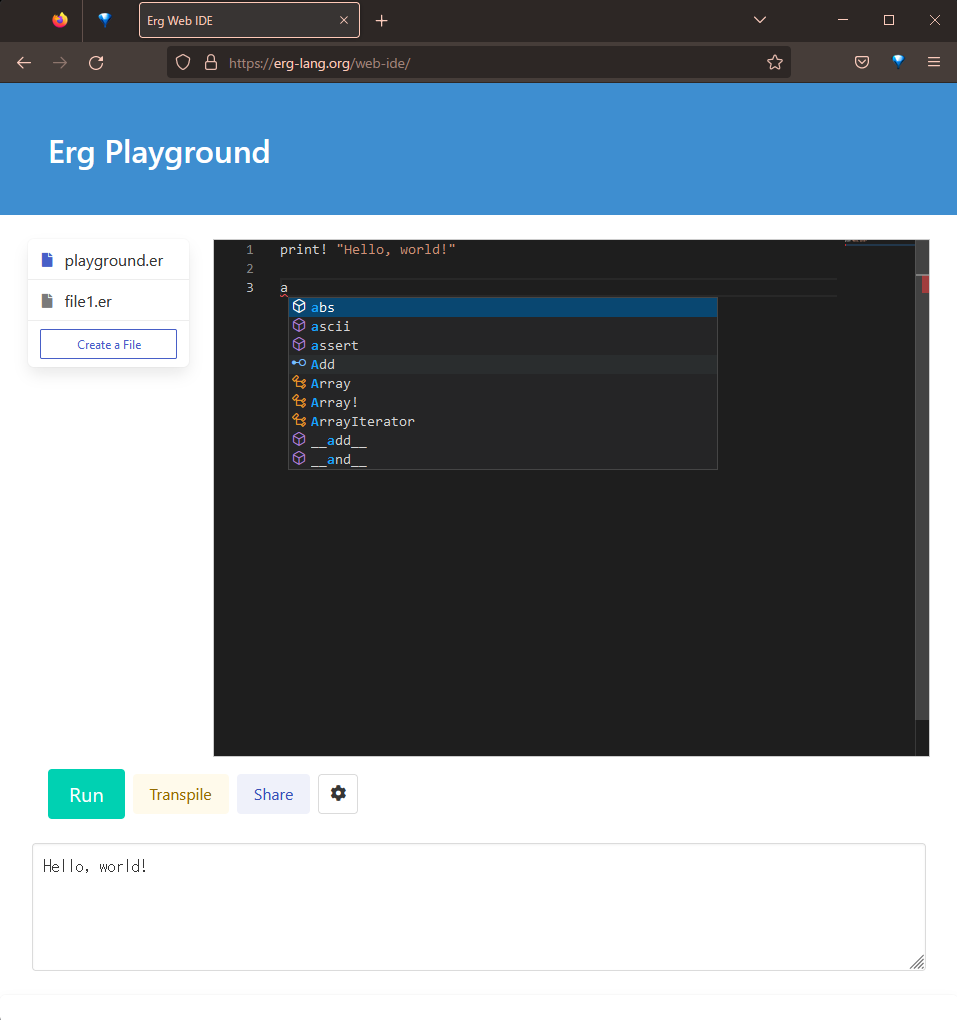 Erg Web IDE
https://erg-lang.org/web-ide/
Erg Playground
playground.er
file1.er
Create a File
1 print! "Hello, world!"
2
3 a
abs
ascii
assert
Add
Array
Array!
ArrayIterator
__add__
__and__
Run Transpile Share
Hello, world!